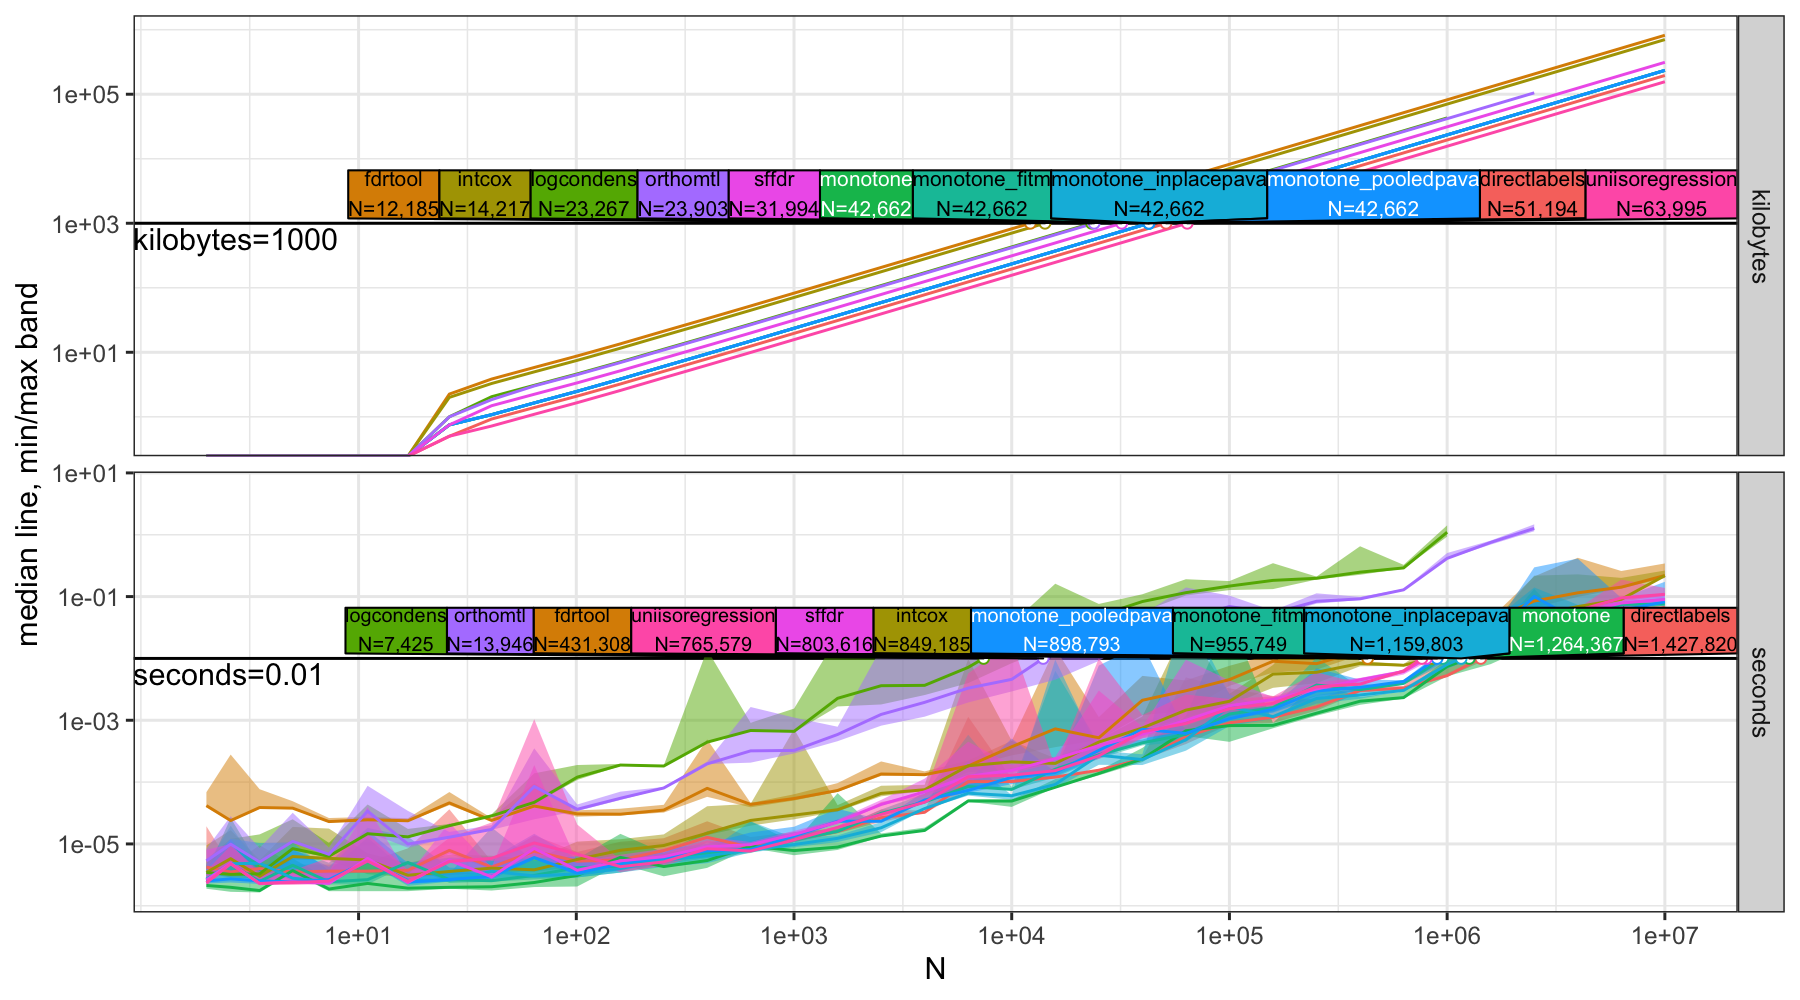 1e+05
1e+03
1e+01
fdrtool intcox logcondens orthomtl sffdr monotone monotone_fitm monotone_inplacepava monotone_pooledpava directlabels uniisoregression
N=12,185 N=14,217 N=23,267 N=23,903 N=31,994 N=42,662 N=42,662 N=42,662 N=42,662 N=51,194 N=63,995
kilobytes=1000
kilobytes
median line, min/max band
1e+01
1e-01
1e-03
1e-05
logcondens orthomtl fdrtool uniisoregression sffdr intcox monotone_pooledpava monotone_fitm monotone_inplacepava monotone directlabels
N=7,425 N=13,946 N=431,308 N=765,579 N=803,616 N=849,185 N=898,793 N=955,749 N=1,159,803 N=1,264,367 N=1,427,820
seconds=0.01
seconds
1e+01 1e+02 1e+03 1e+04 1e+05 1e+06 1e+07
N